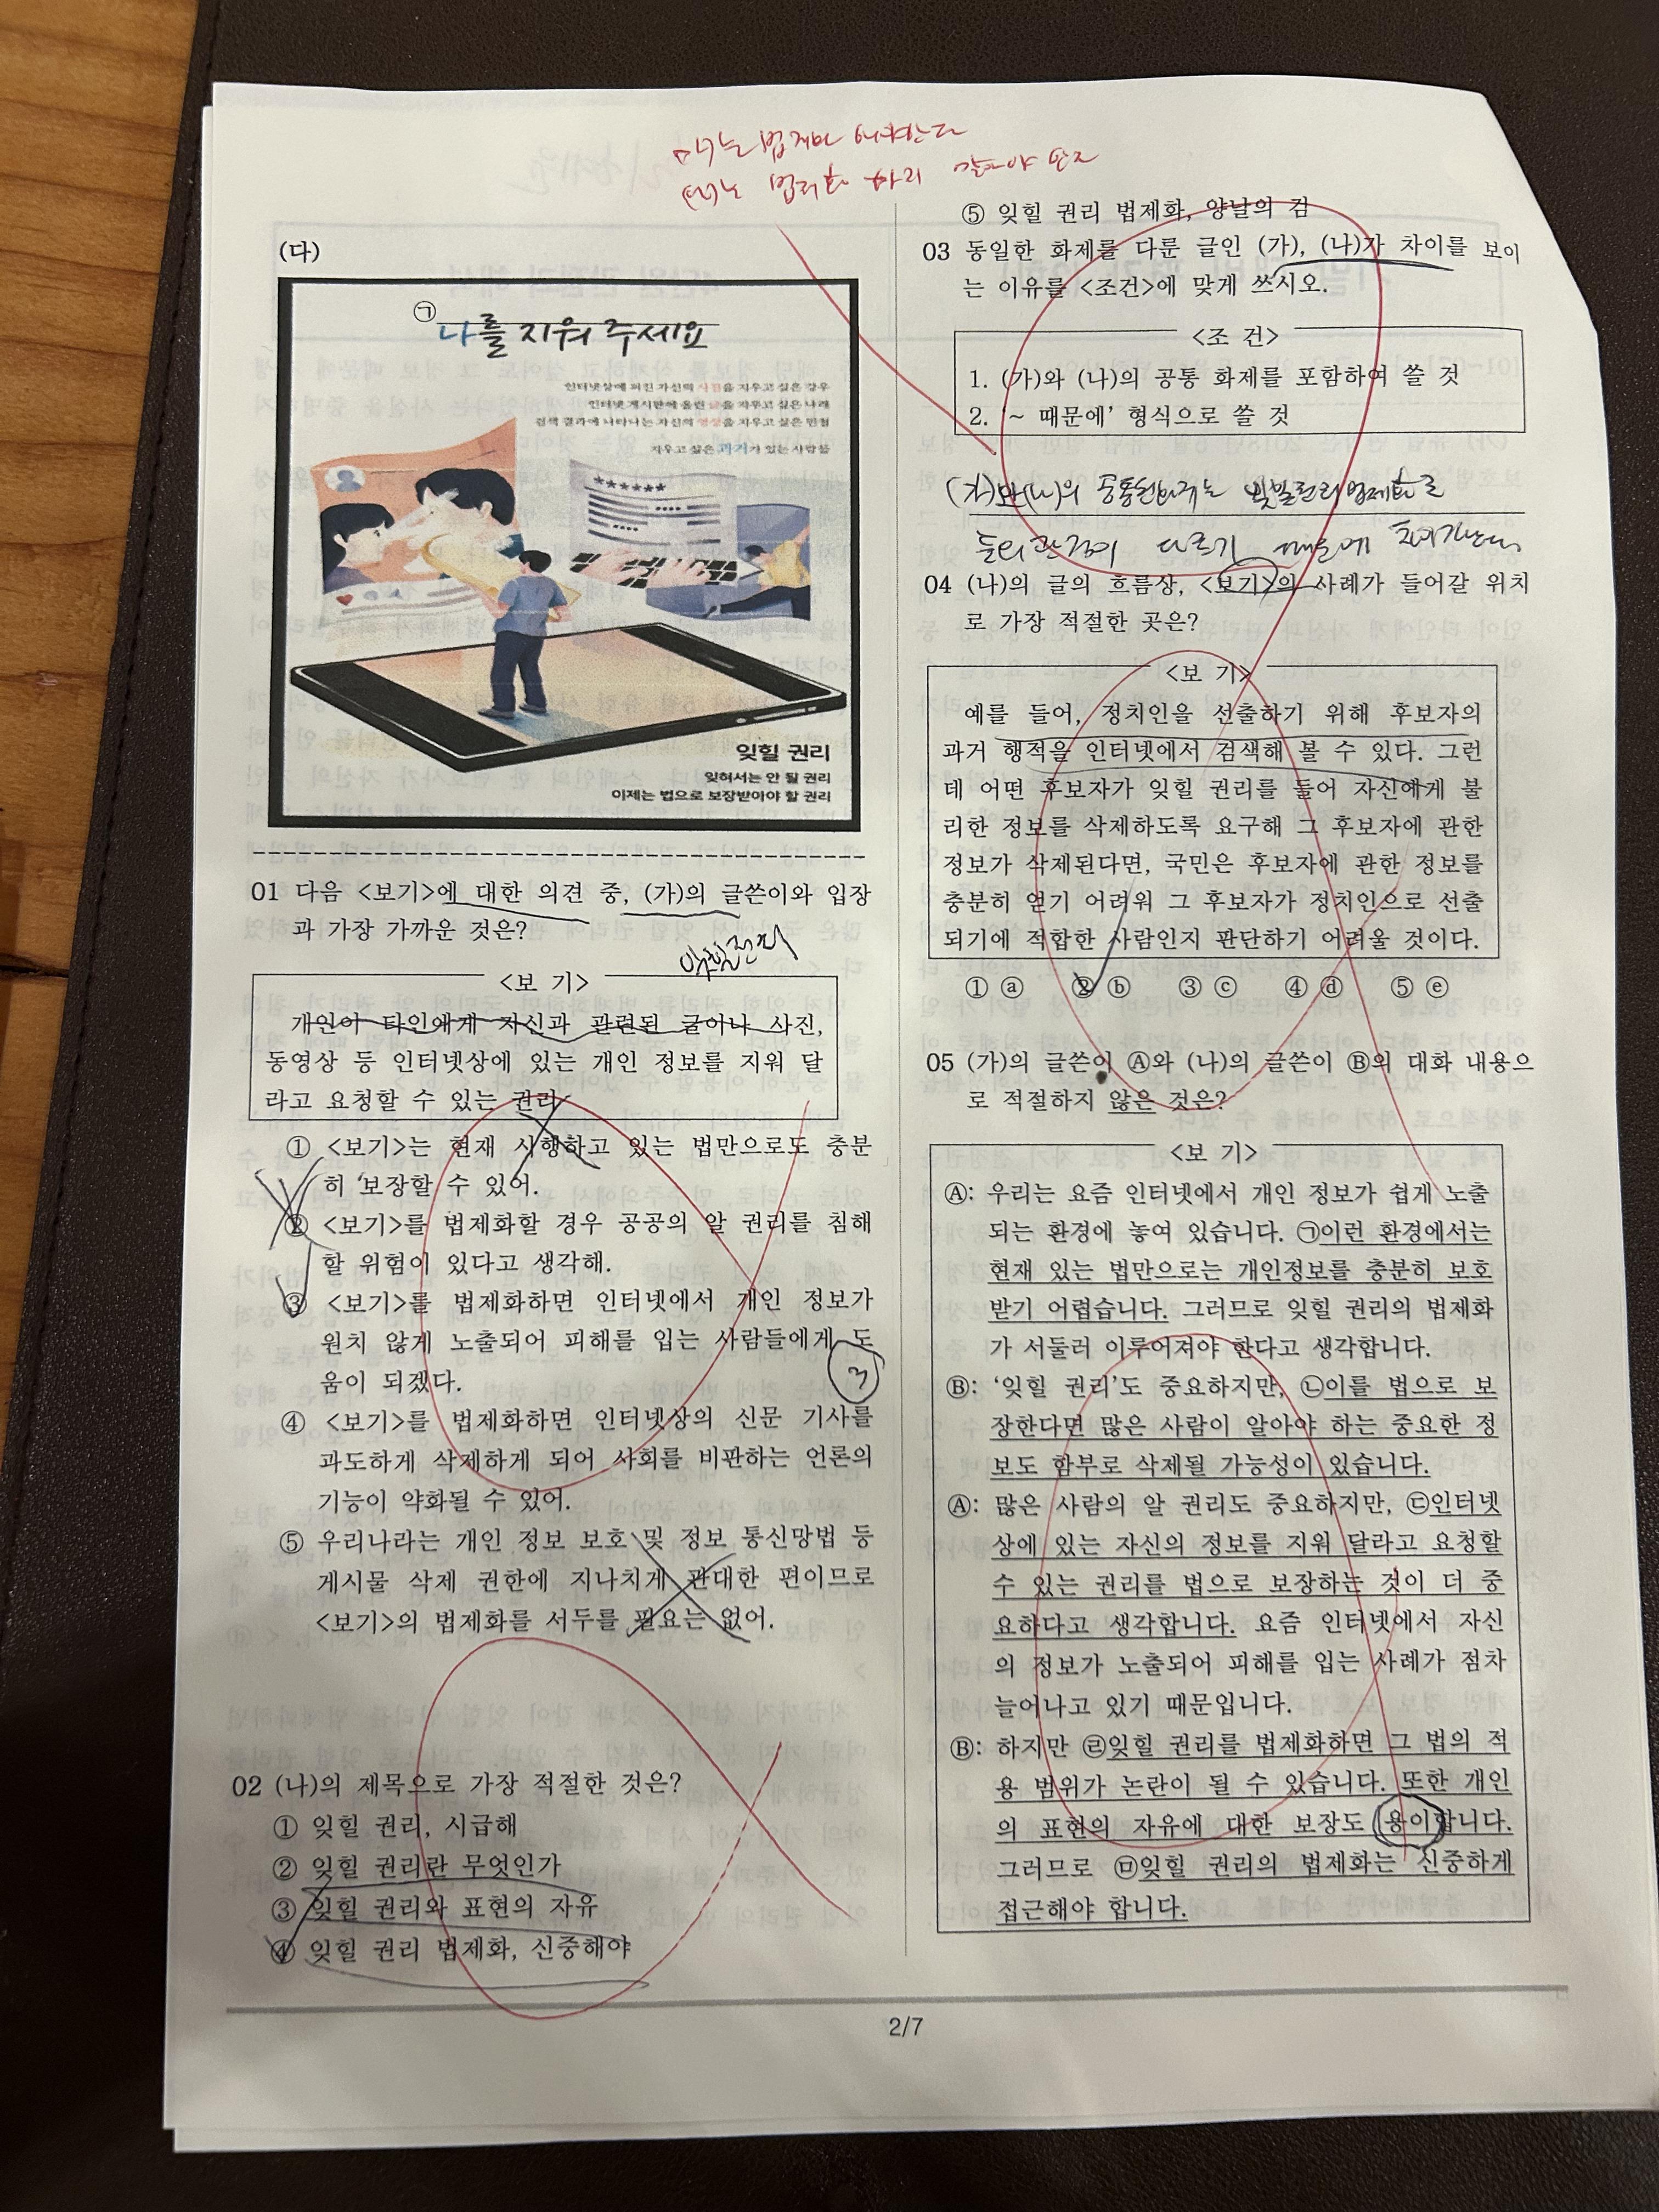 (다)
㉠
나를 지워 주세요
인터넷상에 퍼진 자신의 사진을 지우고 싶은 강우
인터넷 게시판에 올린 글을 지우고 싶은 나래
검색 결과에 나타나는 자신의 영상을 지우고 싶은 민철
지우고 싶은 과거가 있는 사람들
잊힐 권리
잊혀서는 안 될 권리
이제는 법으로 보장받아야 할 권리
01 다음 <보기>에 대한 의견 중, (가)의 글쓴이와 입장
과 가장 가까운 것은?
<보 기>
개인이 타인에게 자신과 관련된 글이나 사진,
동영상 등 인터넷상에 있는 개인 정보를 지워 달
라고 요청할 수 있는 권리
① <보기>는 현재 시행하고 있는 법만으로도 충분
히 보장할 수 있어.
② <보기>를 법제화할 경우 공공의 알 권리를 침해
할 위험이 있다고 생각해.
③ <보기>를 법제화하면 인터넷에서 개인 정보가
원치 않게 노출되어 피해를 입는 사람들에게 도
움이 되겠다.
3
④ <보기>를 법제화하면 인터넷상의 신문 기사를
과도하게 삭제하게 되어 사회를 비판하는 언론의
기능이 약화될 수 있어.
⑤ 우리나라는 개인 정보 보호 및 정보 통신망법 등
게시물 삭제 권한에 지나치게 관대한 편이므로
<보기>의 법제화를 서두를 필요는 없어.
02 (나)의 제목으로 가장 적절한 것은?
① 잊힐 권리, 시급해
② 잊힐 권리란 무엇인가
③ 잊힐 권리와 표현의 자유
④ 잊힐 권리 법제화, 신중해야
⑤ 잊힐 권리 법제화, 양날의 검
03 동일한 화제를 다룬 글인 (가), (나)가 차이를 보이
는 이유를 <조건>에 맞게 쓰시오.
<조 건>
1. (가)와 (나)의 공통 화제를 포함하여 쓸 것
2. '~ 때문에' 형식으로 쓸 것
(가)와(나)의
둘의 관점이 다르기 때문에
04 (나)의 글의 흐름상, <보기>의 사례가 들어갈 위치
로 가장 적절한 곳은?
<보 기>
예를 들어, 정치인을 선출하기 위해 후보자의
과거 행적을 인터넷에서 검색해 볼 수 있다. 그런
데 어떤 후보자가 잊힐 권리를 들어 자신에게 불
리한 정보를 삭제하도록 요구해 그 후보자에 관한
정보가 삭제된다면, 국민은 후보자에 관한 정보를
충분히 얻기 어려워 그 후보자가 정치인으로 선출
되기에 적합한 사람인지 판단하기 어려울 것이다.
① ⓐ ② ⓑ ③ ⓒ ④ ⓓ ⑤ ⓔ
05 (가)의 글쓴이 Ⓐ와 (나)의 글쓴이 Ⓑ의 대화 내용으
로 적절하지 않은 것은?
<보 기>
Ⓐ: 우리는 요즘 인터넷에서 개인 정보가 쉽게 노출
되는 환경에 놓여 있습니다. ㉠이런 환경에서는
현재 있는 법만으로는 개인정보를 충분히 보호
받기 어렵습니다. 그러므로 잊힐 권리의 법제화
가 서둘러 이루어져야 한다고 생각합니다.
Ⓑ: '잊힐 권리'도 중요하지만, ㉡이를 법으로 보
장한다면 많은 사람이 알아야 하는 중요한 정
보도 함부로 삭제될 가능성이 있습니다.
Ⓐ: 많은 사람의 알 권리도 중요하지만, ㉢인터넷
상에 있는 자신의 정보를 지워 달라고 요청할
수 있는 권리를 법으로 보장하는 것이 더 중
요하다고 생각합니다. 요즘 인터넷에서 자신
의 정보가 노출되어 피해를 입는 사례가 점차
늘어나고 있기 때문입니다.
Ⓑ: 하지만 ㉣잊힐 권리를 법제화하면 그 법의 적
용 범위가 논란이 될 수 있습니다. 또한 개인
의 표현의 자유에 대한 보장도 용이합니다.
그러므로 ㉤잊힐 권리의 법제화는 신중하게
접근해야 합니다.
2/7